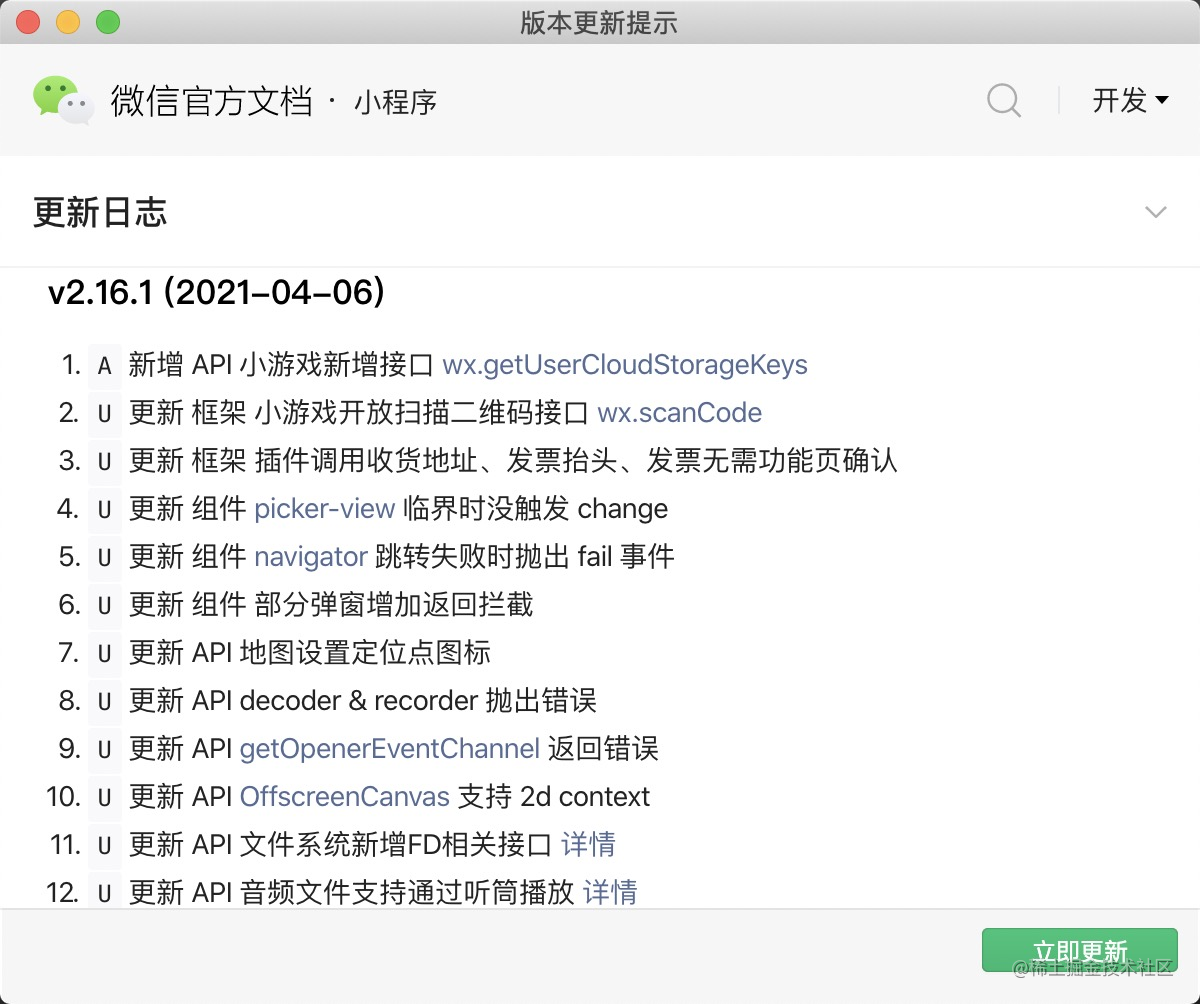 版本更新提示
微信官方文档 · 小程序
开发
更新日志
v2.16.1 (2021-04-06)
1. A 新增 API 小游戏新增接口 wx.getUserCloudStorageKeys
2. U 更新 框架 小游戏开放扫描二维码接口 wx.scanCode
3. U 更新 框架 插件调用收货地址、发票抬头、发票无需功能页确认
4. U 更新 组件 picker-view 临界时没触发 change
5. U 更新 组件 navigator 跳转失败时抛出 fail 事件
6. U 更新 组件 部分弹窗增加返回拦截
7. U 更新 API 地图设置定位点图标
8. U 更新 API decoder & recorder 抛出错误
9. U 更新 API getOpenerEventChannel 返回错误
10. U 更新 API OffscreenCanvas 支持 2d context
11. U 更新 API 文件系统新增FD相关接口 详情
12. U 更新 API 音频文件支持通过听筒播放 详情
立即更新
@稀土掘金技术社区